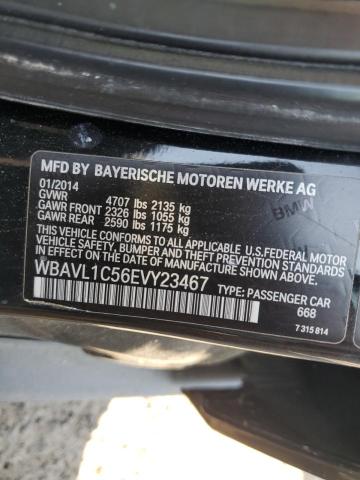 MFD BY BAYERISCHE MOTOREN WERKE AG
01/2014
GVWR 4707 lbs 2135 kg
GAWR FRONT 2326 lbs 1055 kg
GAWR REAR 2590 lbs 1175 kg
BMW
THIS VEHICLE CONFORMS TO ALL APPLICABLE U.S. FEDERAL MOTOR
VEHICLE SAFETY, BUMPER AND THEFT PREVENTION
STANDARDS IN EFFECT ON THE DATE OF MANUFACTURE SHOWN ABOVE.
WBAVL1C56EVY23467 TYPE: PASSENGER CAR
668
7 315 814